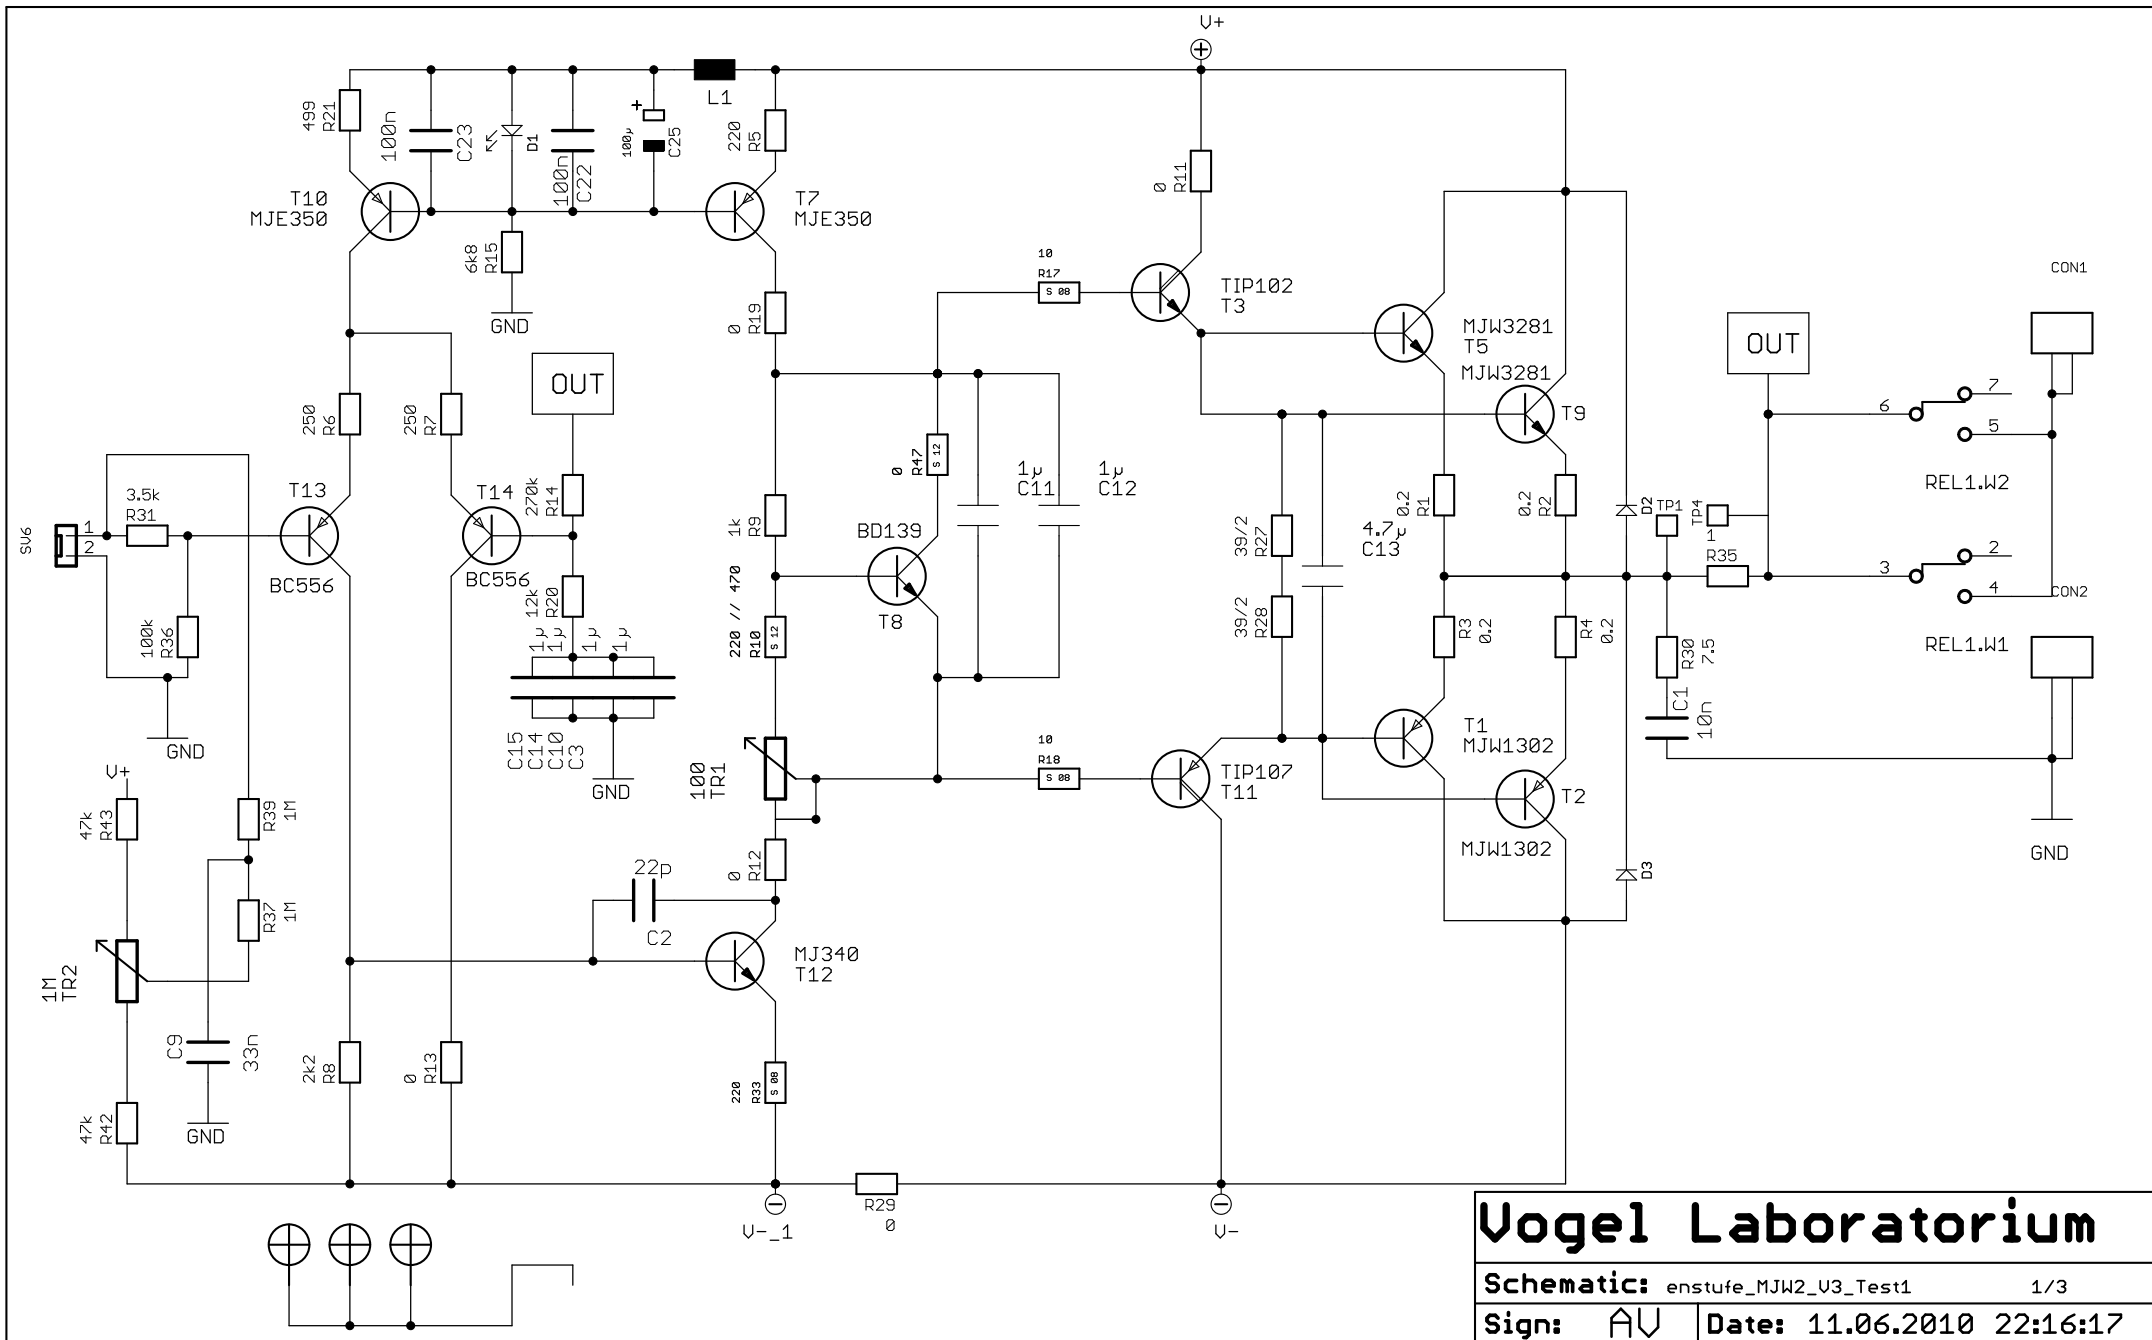 V+
L1
499
R21
100n
C23
D1
100n
C22
+
100µ
C25
220
R5
T10
MJE350
T7
MJE350
6k8
R15
GND
0
R11
10
R17
S 08
TIP102
T3
0
R19
MJW3281
T5
MJW3281
T9
CON1
OUT
OUT
250
R6
250
R7
7
6
5
REL1.W2
0
R47
S 12
1µ
C11
1µ
C12
3.5k
R31
T13
T14
270k
R14
1k
R9
BD139
T8
39/2
R27
4.7µ
C13
0.2
R1
0.2
R2
D2
TP1
TP4
1
R35
SV6
1
2
BC556
BC556
2
3
4
CON2
REL1.W1
12k
R20
220 // 470
R10
S 12
39/2
R28
R3
0.2
R4
0.2
R30
7.5
100k
R36
1µ
1µ
1µ
1µ
C15
C14
C10
C3
GND
GND
C1
10n
T1
MJW1302
10
R18
S 08
TIP107
T11
100
TR1
T2
MJW1302
GND
V+
47k
R43
R39
1M
R37
1M
22p
C2
0
R12
D3
1M
TR2
MJ340
T12
C9
33n
GND
2k2
R8
0
R13
220
R33
S 08
47k
R42
V-_1
R29
0
V-
Vogel Laboratorium
Schematic: enstufe_MJW2_V3_Test1 1/3
Sign: AV Date: 11.06.2010 22:16:17